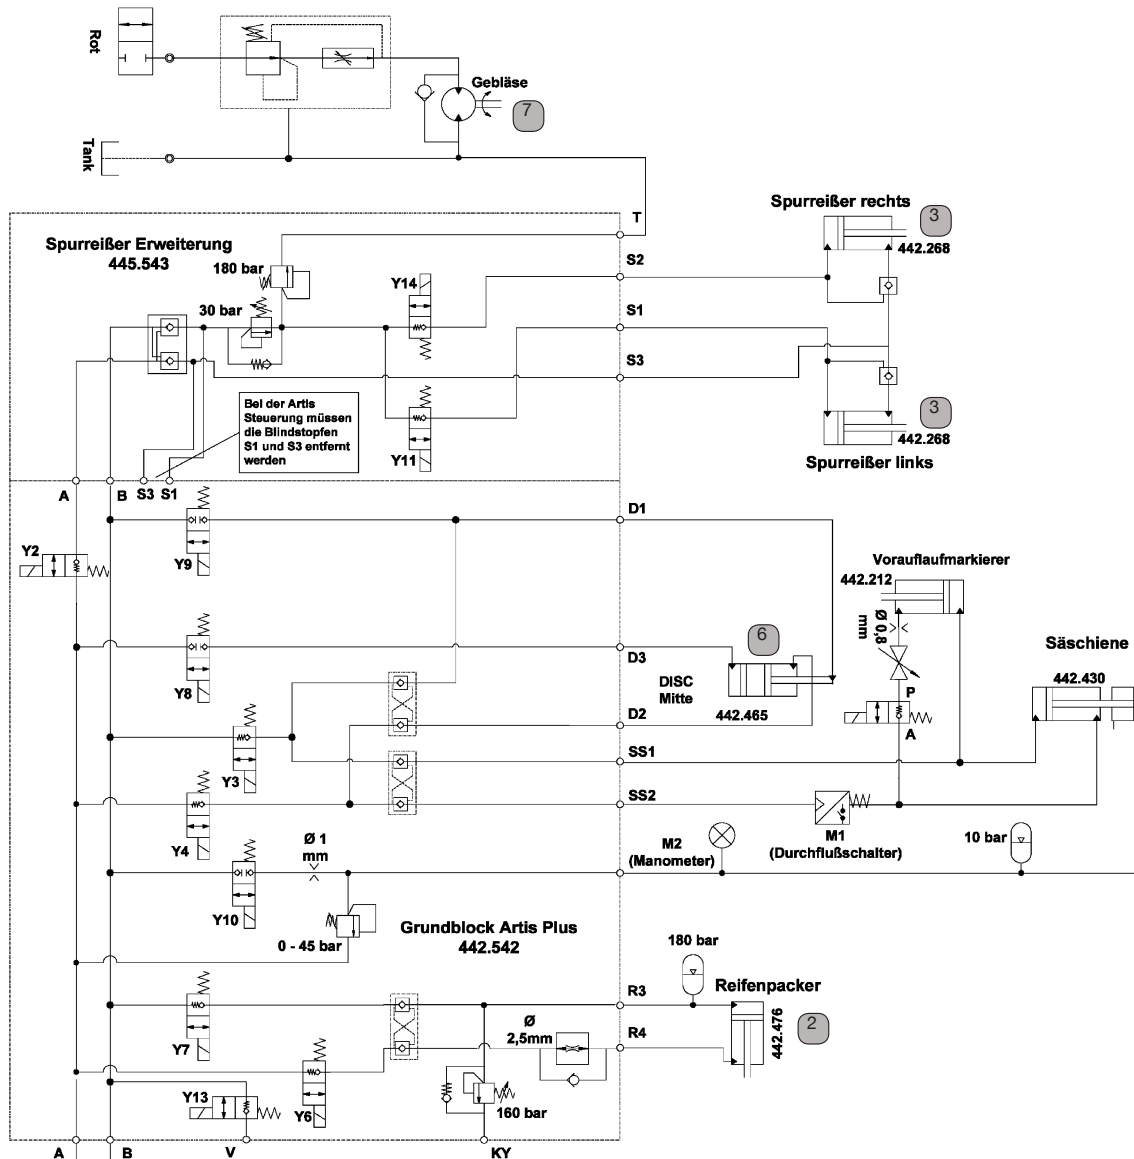 Rot
Gebläse
7
Tank
T
Spurreißer rechts
3
442.268
Spurreißer Erweiterung
445.543
180 bar
S2
Y14
30 bar
S1
S3
Bei der Artis
Steuerung müssen
die Blindstopfen
S1 und S3 entfernt
werden
3
442.268
Y11
Spurreißer links
A
B
S3
S1
D1
Y2
Y9
Vorauflaufmarkierer
442.212
Ø 0,8
mm
6
Säschiene
D3
Y8
DISC
Mitte
442.430
P
442.465
D2
A
SS1
Y3
SS2
Y4
Ø 1
mm
M1
(Durchflußschalter)
M2
(Manometer)
10 bar
Y10
Grundblock Artis Plus
442.542
0 - 45 bar
180 bar
R3
Reifenpacker
Ø
2,5mm
R4
442.476
2
Y7
Y13
Y6
160 bar
A
B
V
KY